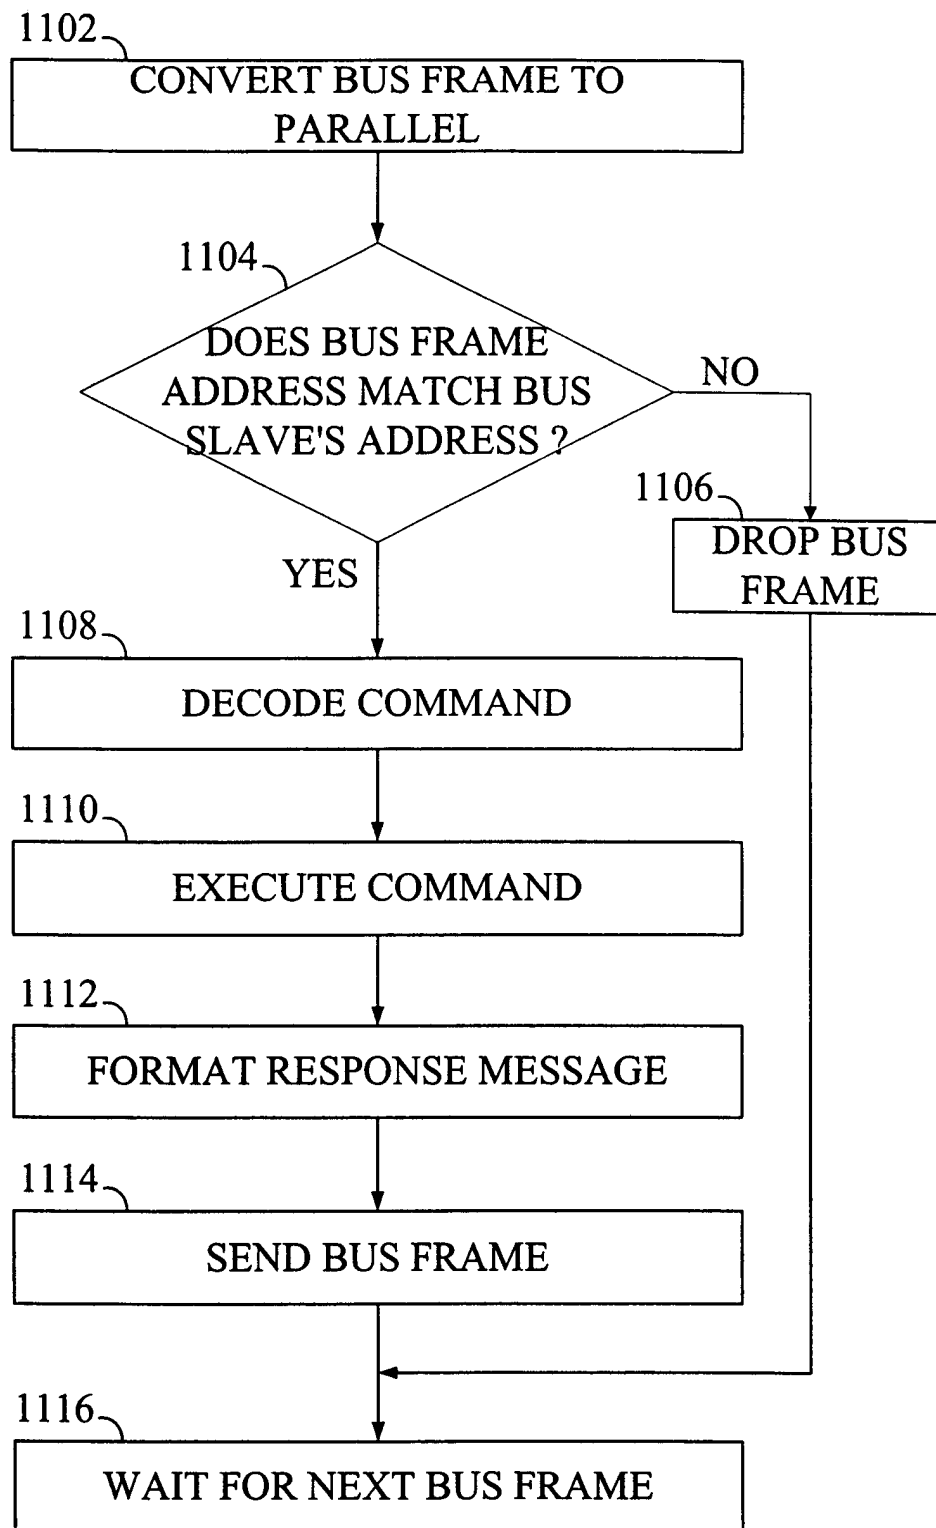 1102
CONVERT BUS FRAME TO
PARALLEL
1104
DOES BUS FRAME
ADDRESS MATCH BUS
SLAVE'S ADDRESS ?
NO
1106
DROP BUS
FRAME
YES
1108
DECODE COMMAND
1110
EXECUTE COMMAND
1112
FORMAT RESPONSE MESSAGE
1114
SEND BUS FRAME
1116
WAIT FOR NEXT BUS FRAME